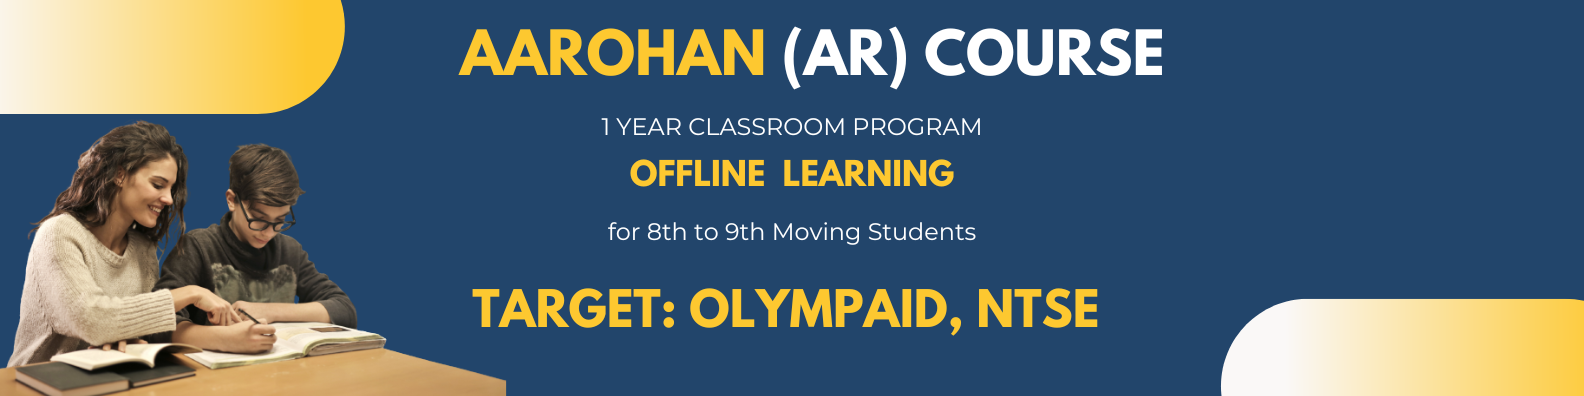 AAROHAN (AR) COURSE
1 YEAR CLASSROOM PROGRAM
OFFLINE LEARNING
for 8th to 9th Moving Students
TARGET: OLYMPAID, NTSE